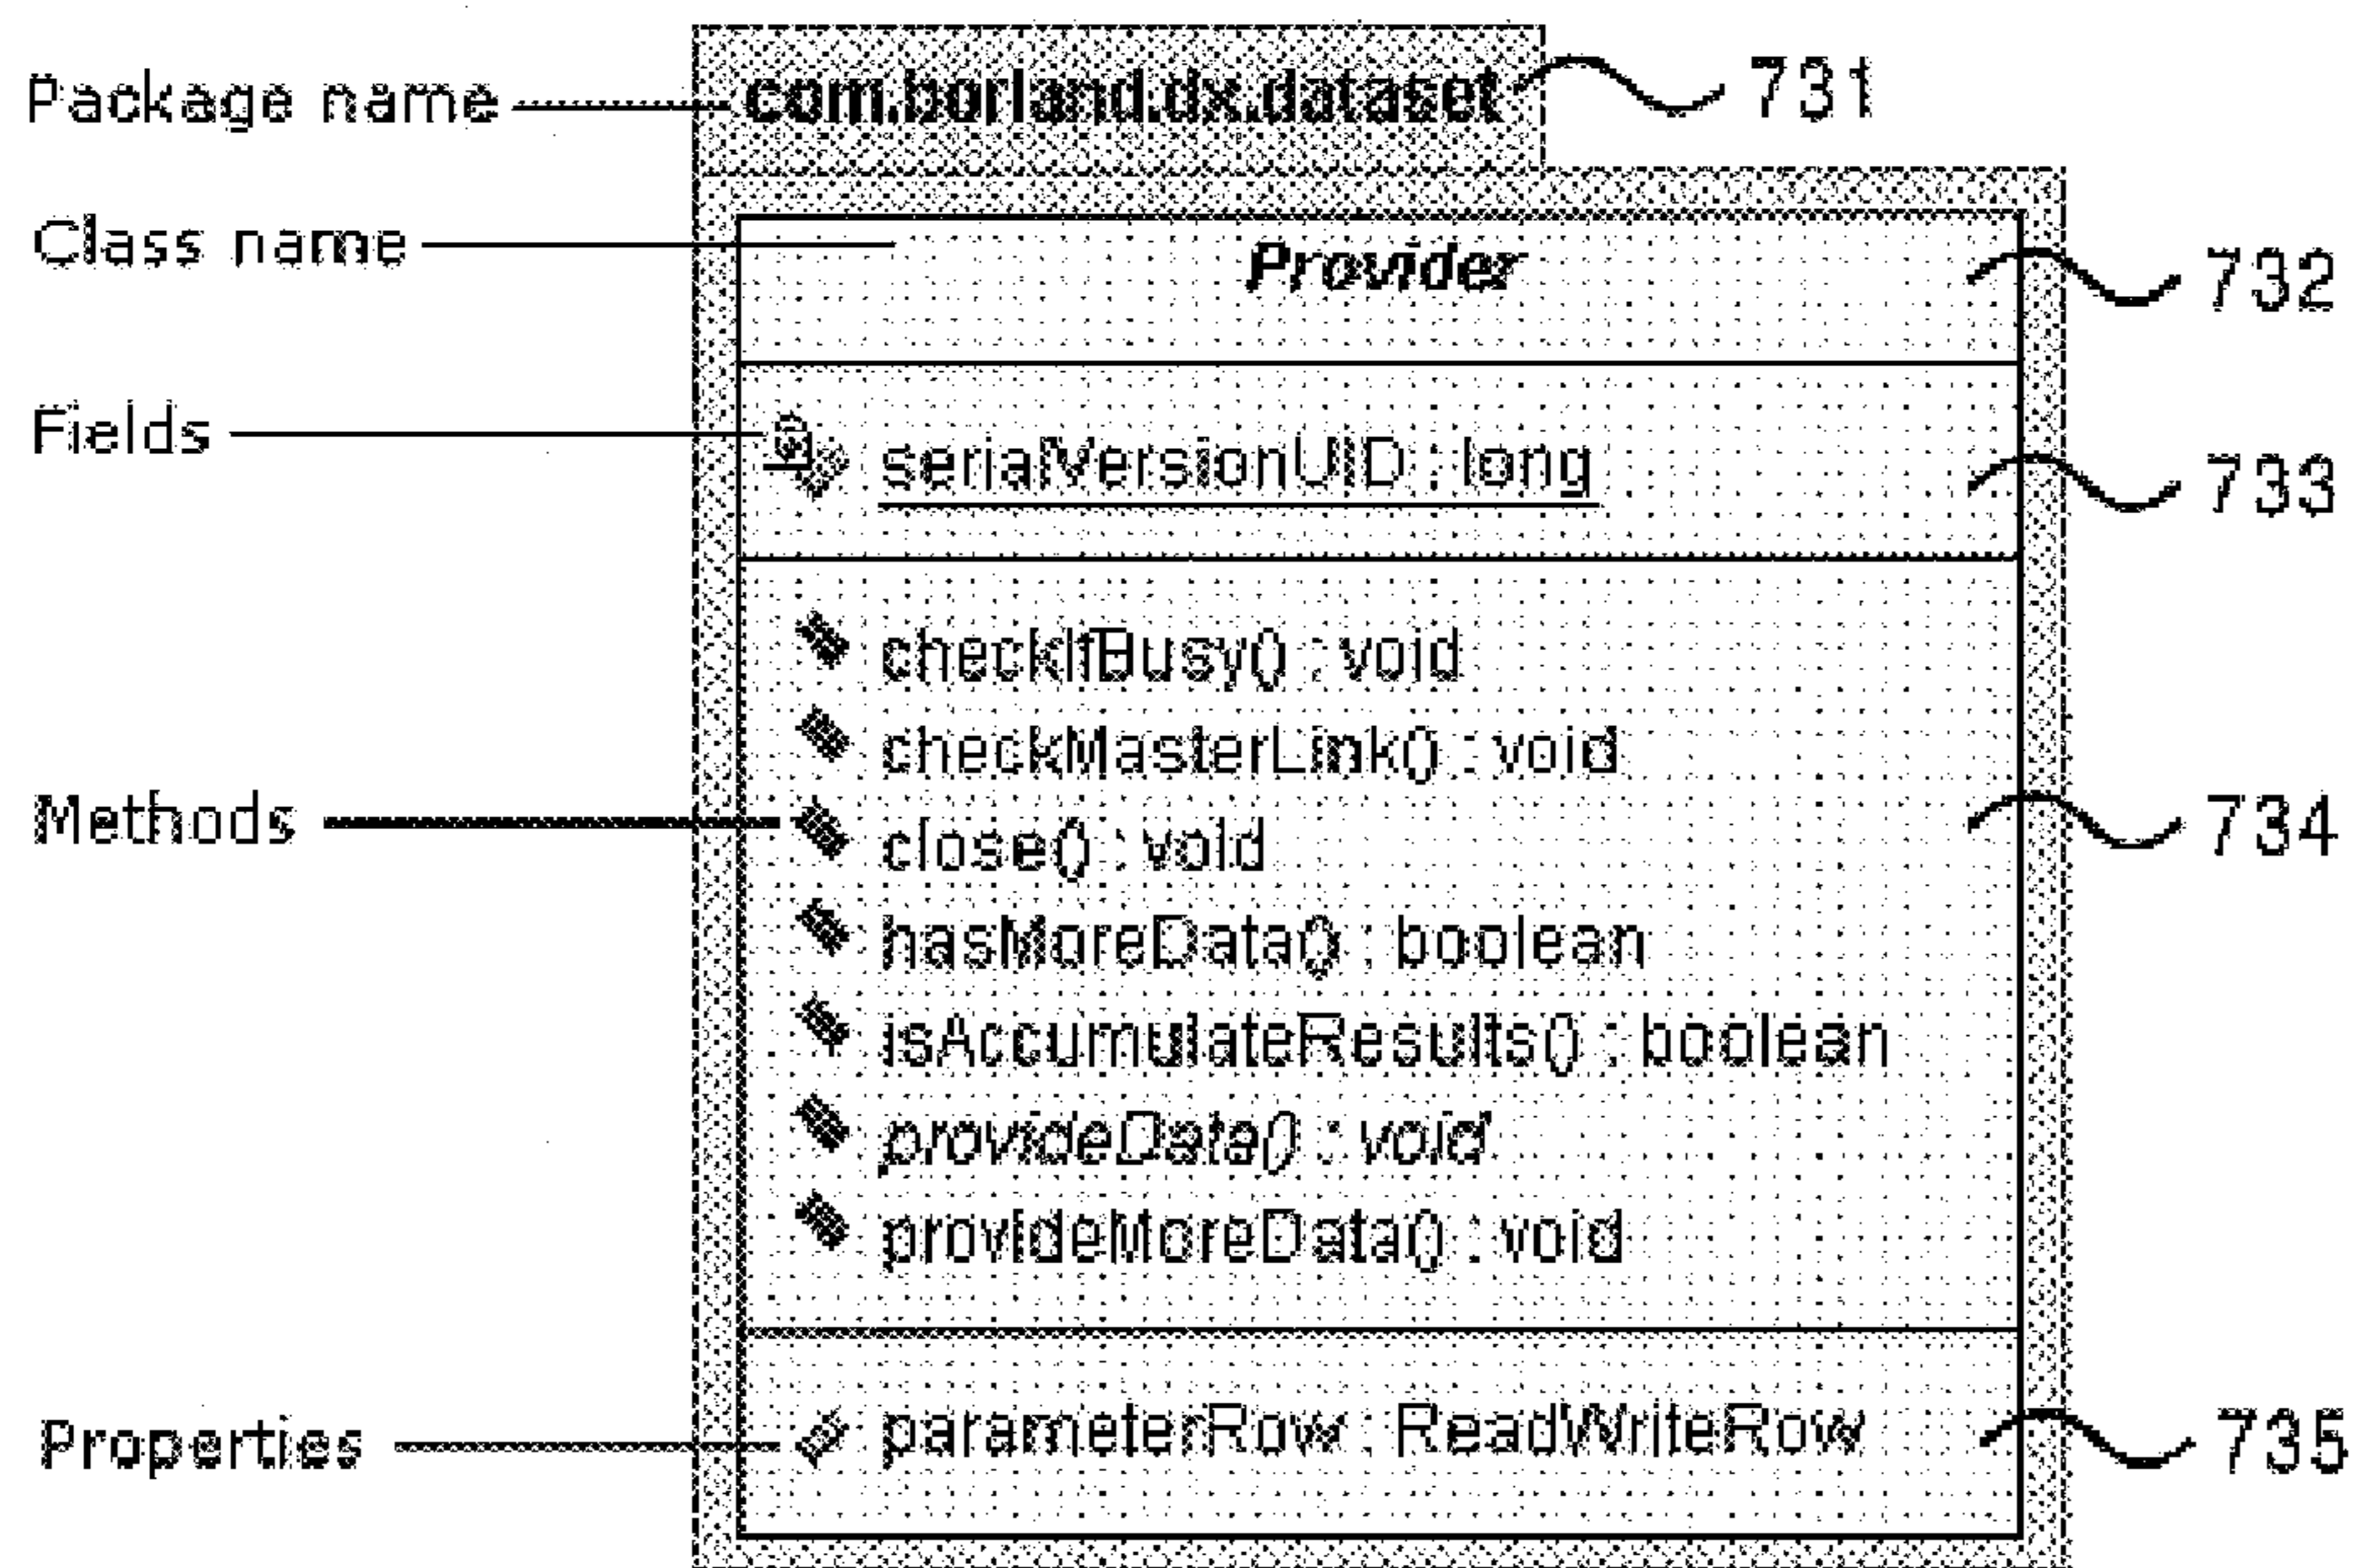 Package name com.borland.dx.dataset 731
Class name Provider 732
Fields serialVersionUID : long 733
checkIfBusy() : void
checkMasterLink() : void
Methods close() : void 734
hasMoreData() : boolean
isAccumulateResults() : boolean
provideData() : void
provideMoreData() : void
Properties parameterRow : ReadWriteRow 735